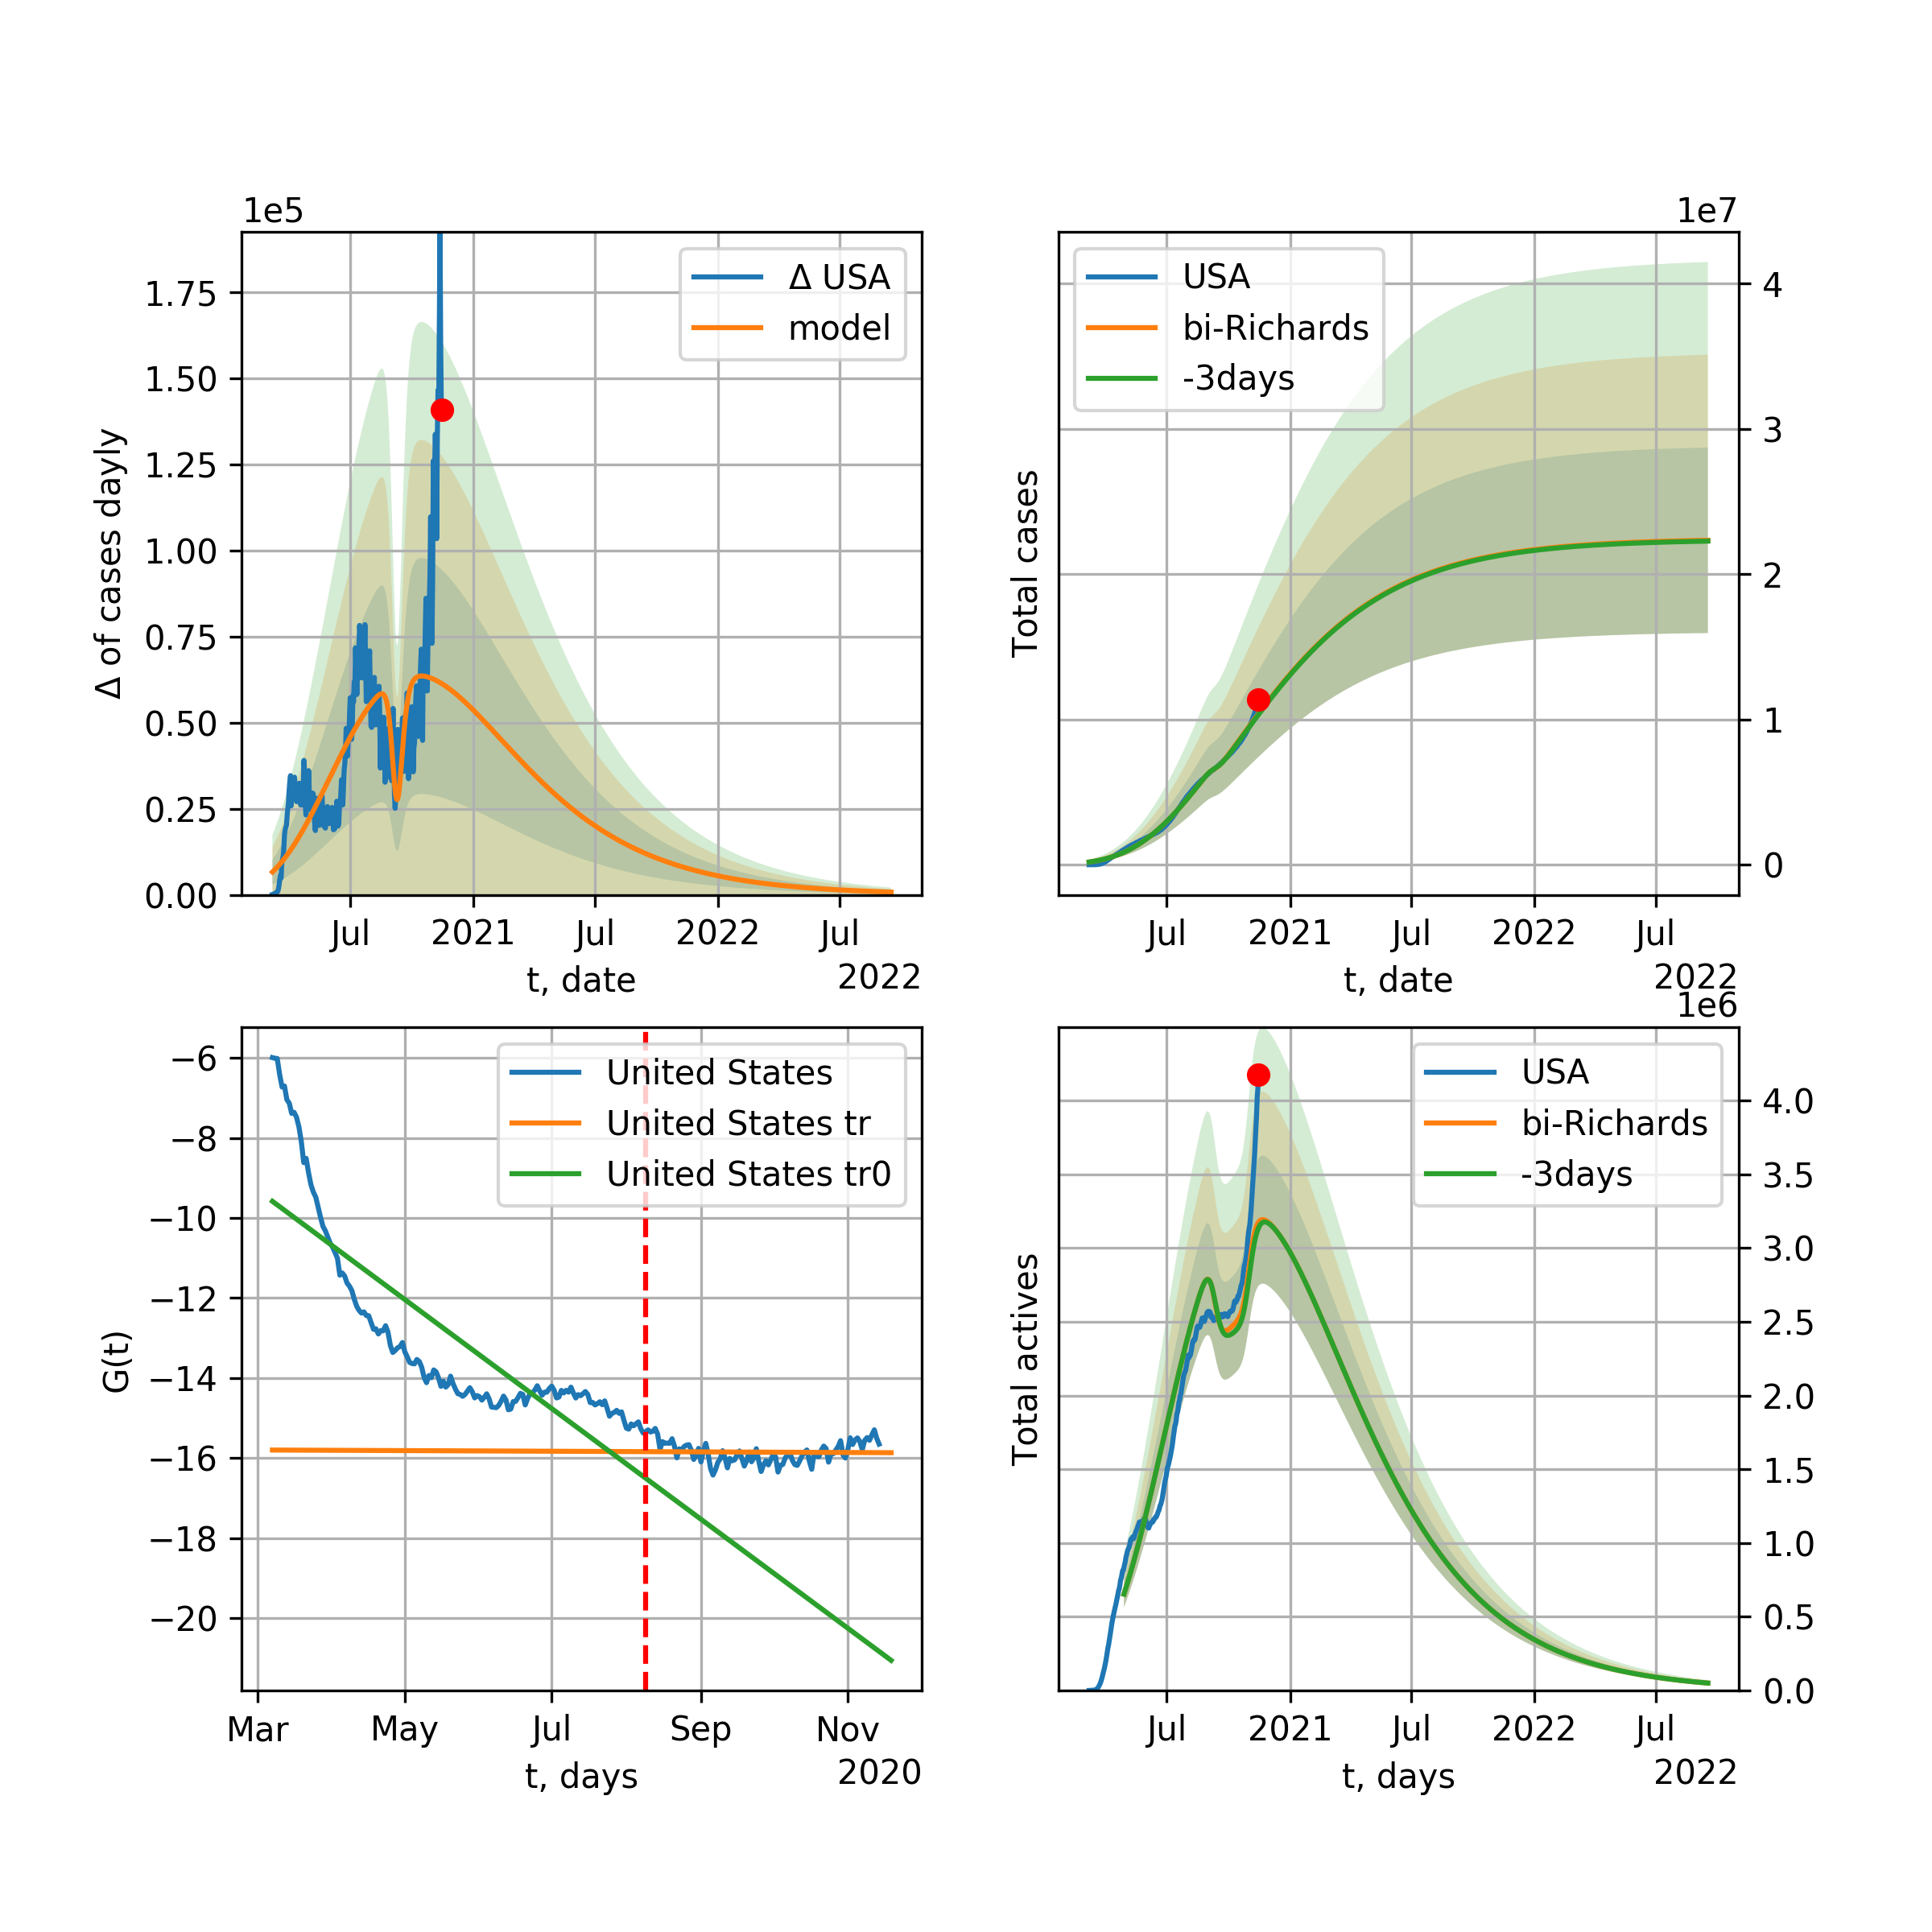 1e5
Δ of cases dayly
1.75
1.50
1.25
1.00
0.75
0.50
0.25
0.00
Δ USA
model
Jul 2021 Jul 2022 Jul
t, date
2022
1e7
Total cases
USA
bi-Richards
-3days
4
3
2
1
0
Jul 2021 Jul 2022 Jul
t, date
2022
G(t)
−6
−8
−10
−12
−14
−16
−18
−20
United States
United States tr
United States tr0
Mar May Jul Sep Nov
t, days
2020
1e6
Total actives
USA
bi-Richards
-3days
4.0
3.5
3.0
2.5
2.0
1.5
1.0
0.5
0.0
Jul 2021 Jul 2022 Jul
t, days
2022